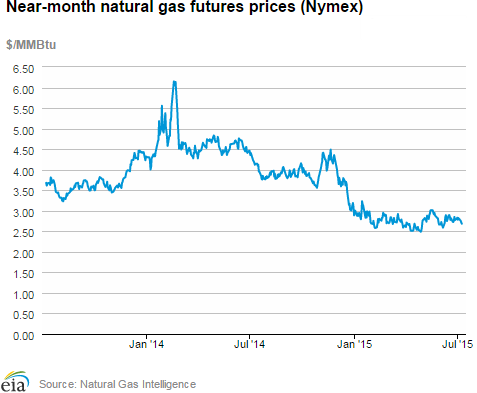 Near-month natural gas futures prices (Nymex)
$/MMBtu
6.50
6.00
5.50
5.00
4.50
4.00
3.50
3.00
2.50
2.00
1.50
1.00
0.50
0.00
Jan '14
Jul '14
Jan '15
Jul '15
eia
Source: Natural Gas Intelligence